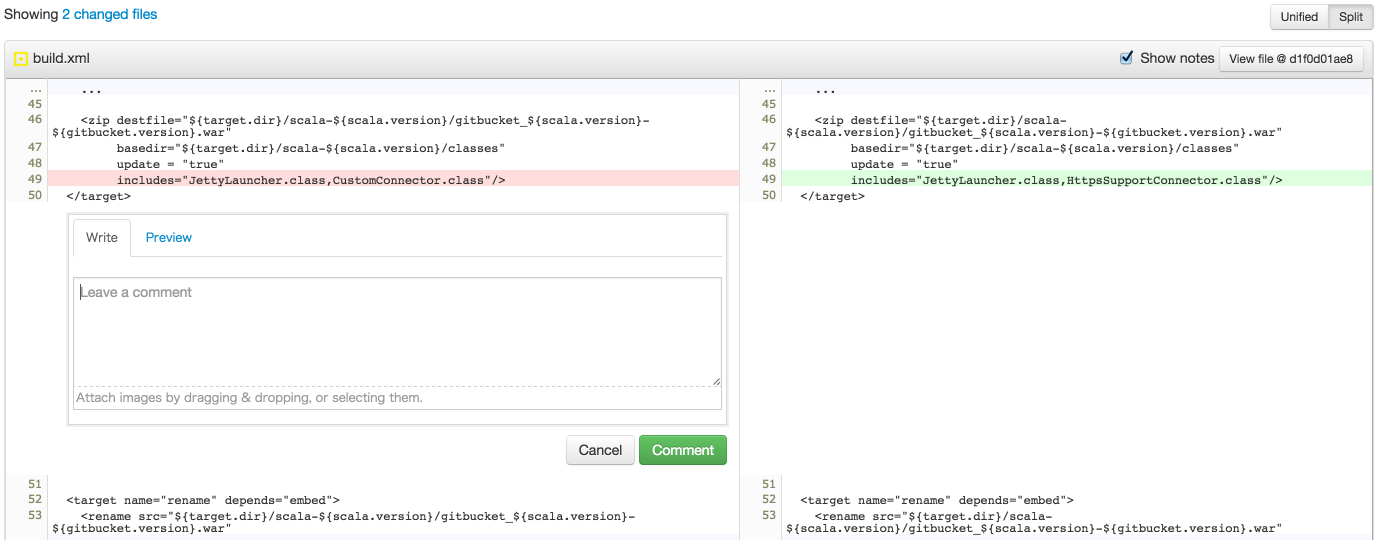 Showing 2 changed files
Unified Split
build.xml
Show notes View file @ d1f0d01ae8
... ...
45
46 <zip destfile="${target.dir}/scala-${scala.version}/gitbucket_${scala.version}-
${gitbucket.version}.war"
47 basedir="${target.dir}/scala-${scala.version}/classes"
48 update = "true"
49 includes="JettyLauncher.class,CustomConnector.class"/>
50 </target>
Write Preview
Leave a comment
Attach images by dragging & dropping, or selecting them.
Cancel Comment
51
52 <target name="rename" depends="embed">
53 <rename src="${target.dir}/scala-${scala.version}/gitbucket_${scala.version}-
${gitbucket.version}.war"
... ...
45
46 <zip destfile="${target.dir}/scala-
${scala.version}/gitbucket_${scala.version}-${gitbucket.version}.war"
47 basedir="${target.dir}/scala-${scala.version}/classes"
48 update = "true"
49 includes="JettyLauncher.class,HttpsSupportConnector.class"/>
50 </target>
51
52 <target name="rename" depends="embed">
53 <rename src="${target.dir}/scala-
${scala.version}/gitbucket_${scala.version}-${gitbucket.version}.war"